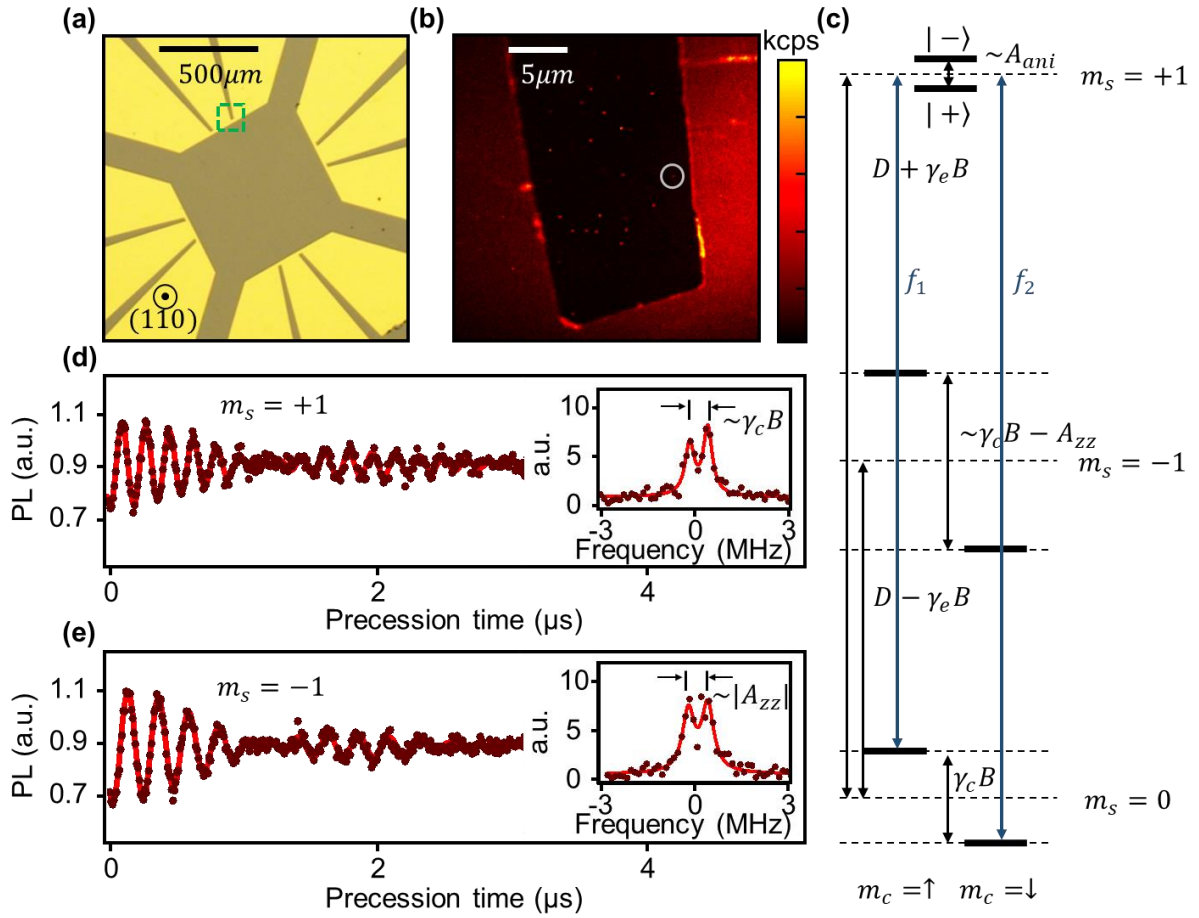 (a)
500μm
(110)
(b)
5μm
kcps
(c)
|−⟩
~A_ani
m_s = +1
|+⟩
D + γ_e B
f_1
f_2
~γ_c B − A_zz
m_s = −1
D − γ_e B
γ_c B
m_s = 0
m_c =↑
m_c =↓
(d)
PL (a.u.)
1.1
0.9
0.7
m_s = +1
a.u.
10
5
0
~γ_c B
-3
0
3
Frequency (MHz)
0
2
4
Precession time (μs)
(e)
PL (a.u.)
1.1
0.9
0.7
m_s = −1
a.u.
10
5
0
~|A_zz|
-3
0
3
Frequency (MHz)
0
2
4
Precession time (μs)